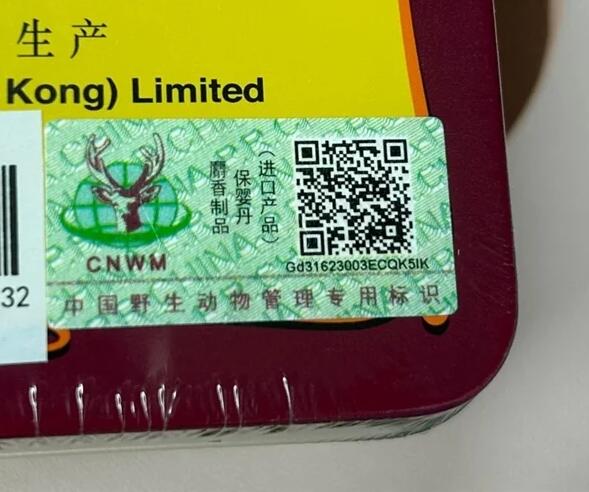 生产
Kong) Limited
CNWM
麝香制品
保婴丹
(进口产品)
Gd31623003ECQK5IK
中国野生动物管理专用标识
32